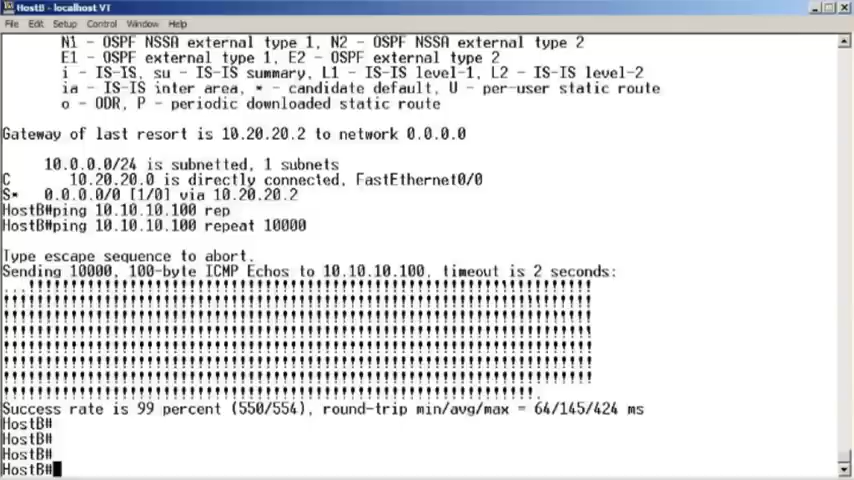 HostB - localhost VT
File Edit Setup Control Window Help
N1 - OSPF NSSA external type 1, N2 - OSPF NSSA external type 2
E1 - OSPF external type 1, E2 - OSPF external type 2
i - IS-IS, su - IS-IS summary, L1 - IS-IS level-1, L2 - IS-IS level-2
ia - IS-IS inter area, * - candidate default, U - per-user static route
o - ODR, P - periodic downloaded static route
Gateway of last resort is 10.20.20.2 to network 0.0.0.0
10.0.0.0/24 is subnetted, 1 subnets
C 10.20.20.0 is directly connected, FastEthernet0/0
S* 0.0.0.0/0 [1/0] via 10.20.20.2
HostB#ping 10.10.10.100 rep
HostB#ping 10.10.10.100 repeat 10000
Type escape sequence to abort.
Sending 10000, 100-byte ICMP Echos to 10.10.10.100, timeout is 2 seconds:
...!!!!!!!!!!!!!!!!!!!!!!!!!!!!!!!!!!!!!!!!!!!!!!!!!!!!!!!!!!!!!!!!!!!
!!!!!!!!!!!!!!!!!!!!!!!!!!!!!!!!!!!!!!!!!!!!!!!!!!!!!!!!!!!!!!!!!!!!!!
!!!!!!!!!!!!!!!!!!!!!!!!!!!!!!!!!!!!!!!!!!!!!!!!!!!!!!!!!!!!!!!!!!!!!!
!!!!!!!!!!!!!!!!!!!!!!!!!!!!!!!!!!!!!!!!!!!!!!!!!!!!!!!!!!!!!!!!!!!!!!
!!!!!!!!!!!!!!!!!!!!!!!!!!!!!!!!!!!!!!!!!!!!!!!!!!!!!!!!!!!!!!!!!!!!!!
!!!!!!!!!!!!!!!!!!!!!!!!!!!!!!!!!!!!!!!!!!!!!!!!!!!!!!!!!!!!!!!!!!!!!!
!!!!!!!!!!!!!!!!!!!!!!!!!!!!!!!!!!!!!!!!!!!!!!!!!!!!!!!!!!!!!!!!!!!!!!
!!!!!!!!!!!!!!!!!!!!!!!!!!!!!!!!!!!!!!!!!!!!!!!!!!!!!!!!!!!!!!!.
Success rate is 99 percent (550/554), round-trip min/avg/max = 64/145/424 ms
HostB#
HostB#
HostB#
HostB#